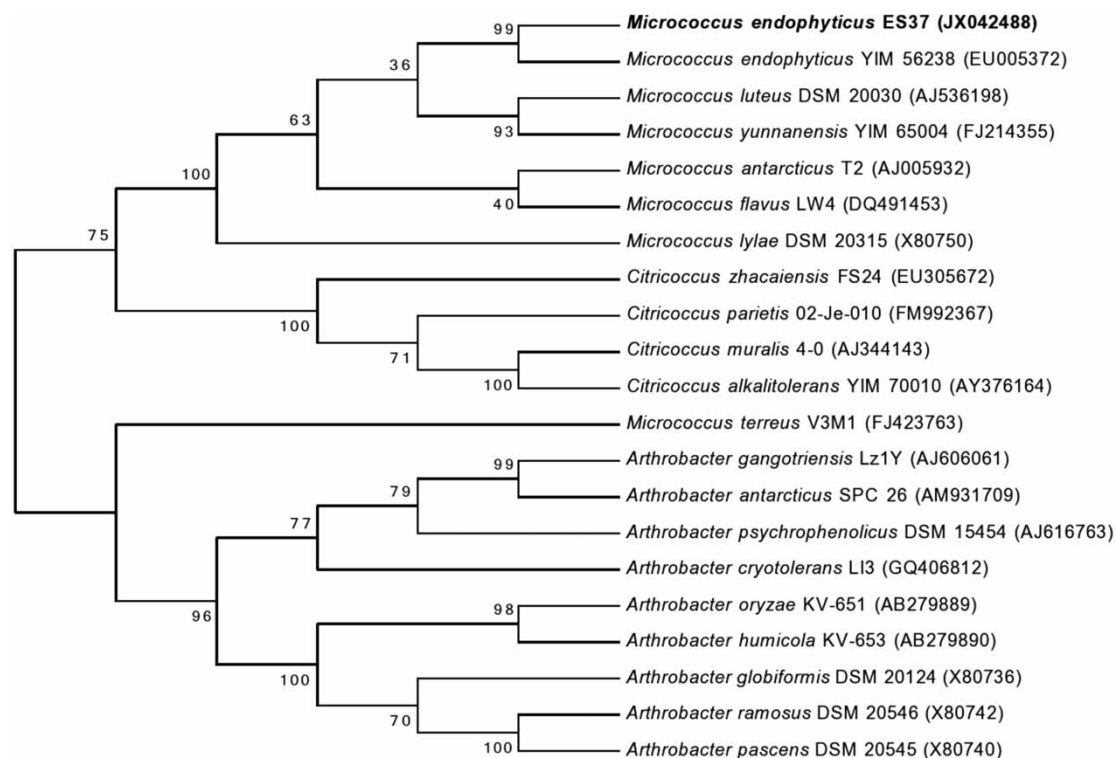 Micrococcus endophyticus ES37 (JX042488)
99
Micrococcus endophyticus YIM 56238 (EU005372)
36
Micrococcus luteus DSM 20030 (AJ536198)
63
93
Micrococcus yunnanensis YIM 65004 (FJ214355)
100
Micrococcus antarcticus T2 (AJ005932)
40
Micrococcus flavus LW4 (DQ491453)
75
Micrococcus lylae DSM 20315 (X80750)
Citricoccus zhacaiensis FS24 (EU305672)
100
Citricoccus parietis 02-Je-010 (FM992367)
71
Citricoccus muralis 4-0 (AJ344143)
100
Citricoccus alkalitolerans YIM 70010 (AY376164)
Micrococcus terreus V3M1 (FJ423763)
99
Arthrobacter gangotriensis Lz1Y (AJ606061)
79
Arthrobacter antarcticus SPC 26 (AM931709)
77
Arthrobacter psychrophenolicus DSM 15454 (AJ616763)
Arthrobacter cryotolerans LI3 (GQ406812)
96
98
Arthrobacter oryzae KV-651 (AB279889)
Arthrobacter humicola KV-653 (AB279890)
100
Arthrobacter globiformis DSM 20124 (X80736)
70
Arthrobacter ramosus DSM 20546 (X80742)
100
Arthrobacter pascens DSM 20545 (X80740)